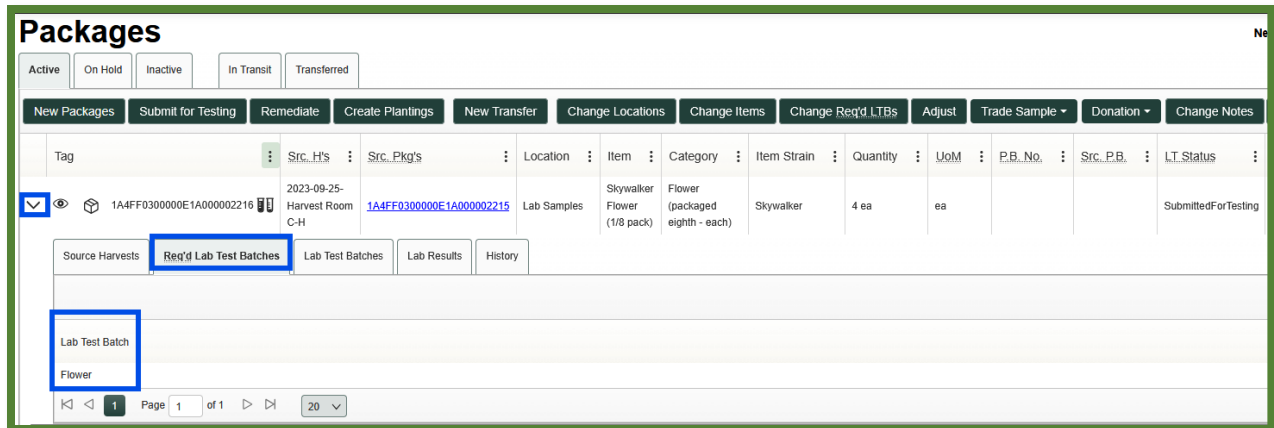 Packages
Ne
Active On Hold Inactive In Transit Transferred
New Packages Submit for Testing Remediate Create Plantings New Transfer Change Locations Change Items Change Req'd LTBs Adjust Trade Sample Donation Change Notes
Tag Src. H's Src. Pkg's Location Item Category Item Strain Quantity UoM P.B. No. Src. P.B. LT Status
1A4FF0300000E1A000002216 2023-09-25-Harvest Room C-H 1A4FF0300000E1A000002215 Lab Samples Skywalker Flower (1/8 pack) Flower (packaged eighth - each) Skywalker 4 ea ea SubmittedForTesting
Source Harvests Req'd Lab Test Batches Lab Test Batches Lab Results History
Lab Test Batch
Flower
1 Page 1 of 1 20